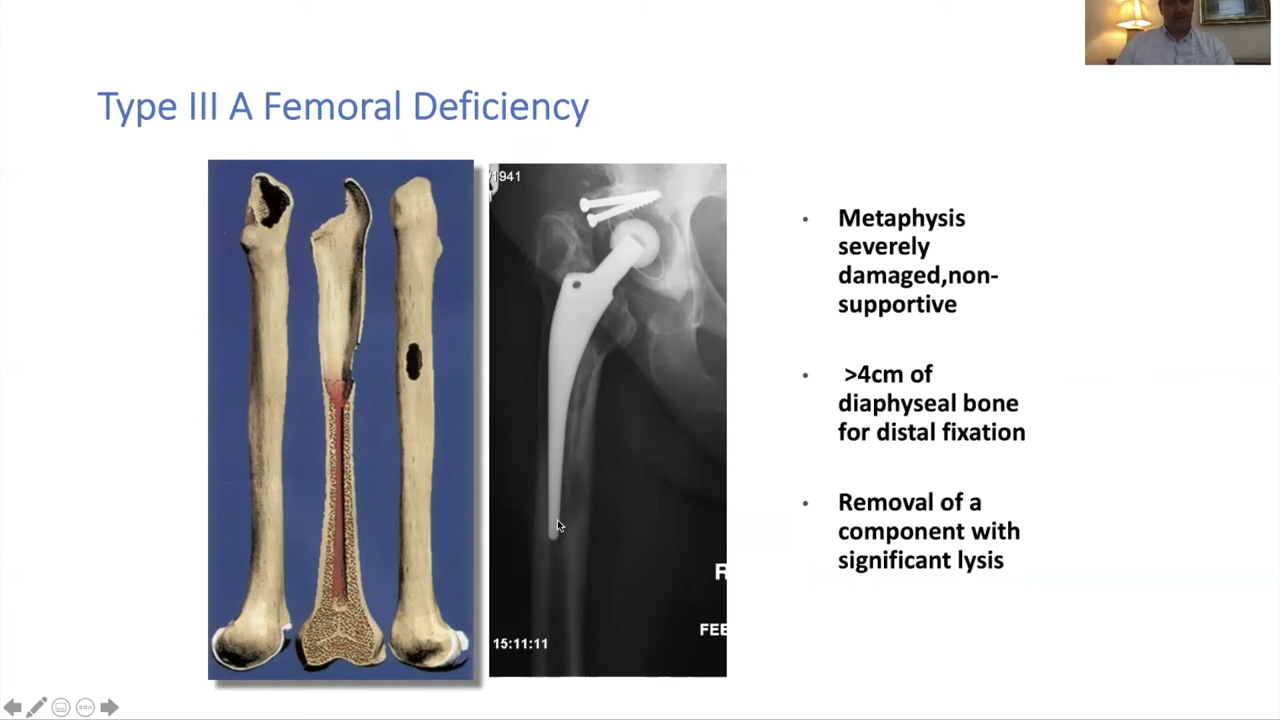 Type III A Femoral Deficiency
/1941
Metaphysis
severely
damaged,non-
supportive
>4cm of
diaphyseal bone
for distal fixation
Removal of a
component with
significant lysis
R
FEE
15:11:11